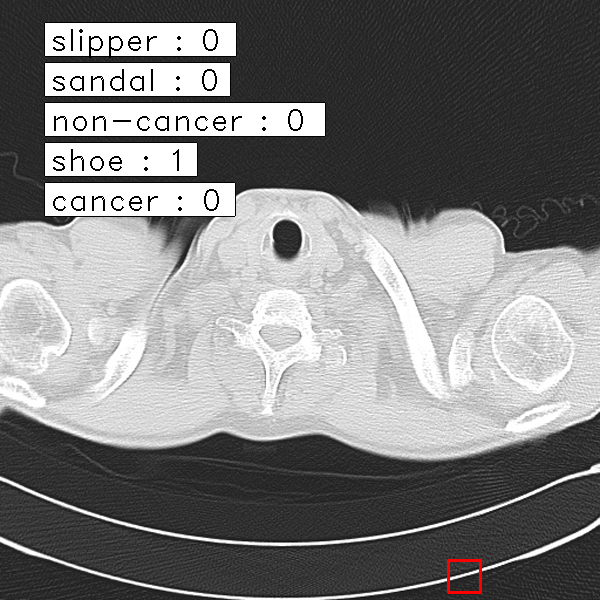 slipper : 0
sandal : 0
non-cancer : 0
shoe : 1
cancer : 0